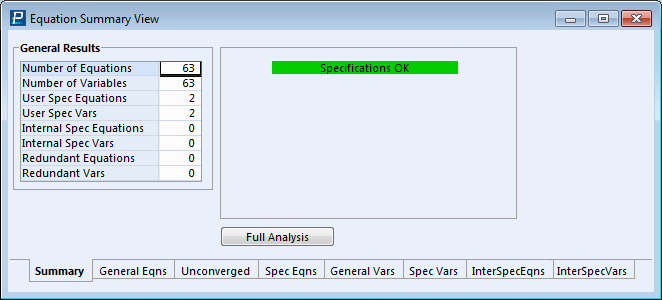 Equation Summary View
General Results
Number of Equations 63
Number of Variables 63
User Spec Equations 2
User Spec Vars 2
Internal Spec Equations 0
Internal Spec Vars 0
Redundant Equations 0
Redundant Vars 0
Specifications OK
Full Analysis
Summary General Eqns Unconverged Spec Eqns General Vars Spec Vars InterSpecEqns InterSpecVars